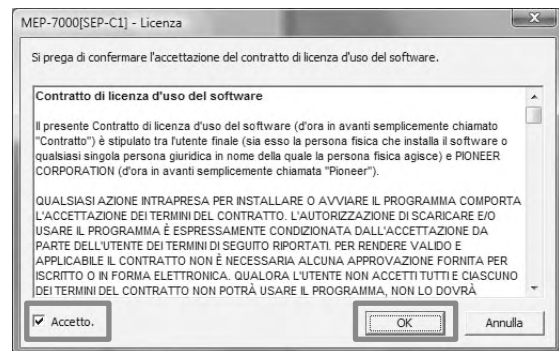 MEP-7000[SEP-C1] - Licenza
Si prega di confermare l'accettazione del contratto di licenza d'uso del software.
Contratto di licenza d'uso del software
Il presente Contratto di licenza d'uso del software (d'ora in avanti semplicemente chiamato
"Contratto") è stipulato tra l'utente finale (sia esso la persona fisica che installa il software o
qualsiasi singola persona giuridica in nome della quale la persona fisica agisce) e PIONEER
CORPORATION (d'ora in avanti semplicemente chiamata "Pioneer").
QUALSIASI AZIONE INTRAPRESA PER INSTALLARE O AVVIARE IL PROGRAMMA COMPORTA
L'ACCETTAZIONE DEI TERMINI DEL CONTRATTO. L'AUTORIZZAZIONE DI SCARICARE E/O
USARE IL PROGRAMMA È ESPRESSAMENTE CONDIZIONATA DALL'ACCETTAZIONE DA
PARTE DELL'UTENTE DEI TERMINI DI SEGUITO RIPORTATI. PER RENDERE VALIDO E
APPLICABILE IL CONTRATTO NON È NECESSARIA ALCUNA APPROVAZIONE FORNITA PER
ISCRITTO O IN FORMA ELETTRONICA. QUALORA L'UTENTE NON ACCETTI TUTTI E CIASCUNO
DEI TERMINI DEL CONTRATTO NON POTRÀ USARE IL PROGRAMMA, NON LO DOVRÀ
Accetto.
OK
Annulla